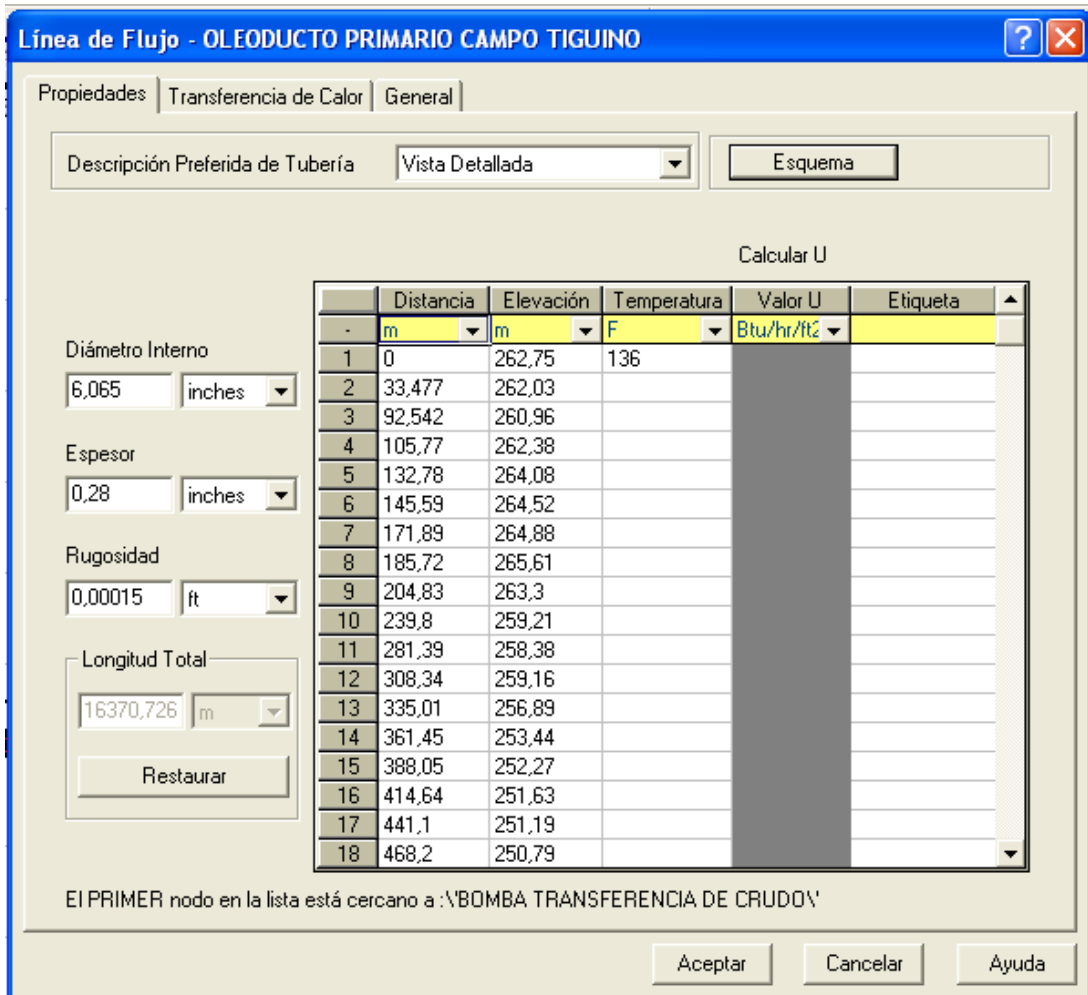 Línea de Flujo - OLEODUCTO PRIMARIO CAMPO TIGUINO
Propiedades Transferencia de Calor General
Descripción Preferida de Tubería Vista Detallada Esquema
Calcular U
Distancia Elevación Temperatura Valor U Etiqueta
- m m F Btu/hr/ft2
1 0 262,75 136
2 33,477 262,03
3 92,542 260,96
4 105,77 262,38
5 132,78 264,08
6 145,59 264,52
7 171,89 264,88
8 185,72 265,61
9 204,83 263,3
10 239,8 259,21
11 281,39 258,38
12 308,34 259,16
13 335,01 256,89
14 361,45 253,44
15 388,05 252,27
16 414,64 251,63
17 441,1 251,19
18 468,2 250,79
Diámetro Interno
6,065 inches
Espesor
0,28 inches
Rugosidad
0,00015 ft
Longitud Total
16370,726 m
Restaurar
El PRIMER nodo en la lista está cercano a :\'BOMBA TRANSFERENCIA DE CRUDO\'
Aceptar Cancelar Ayuda